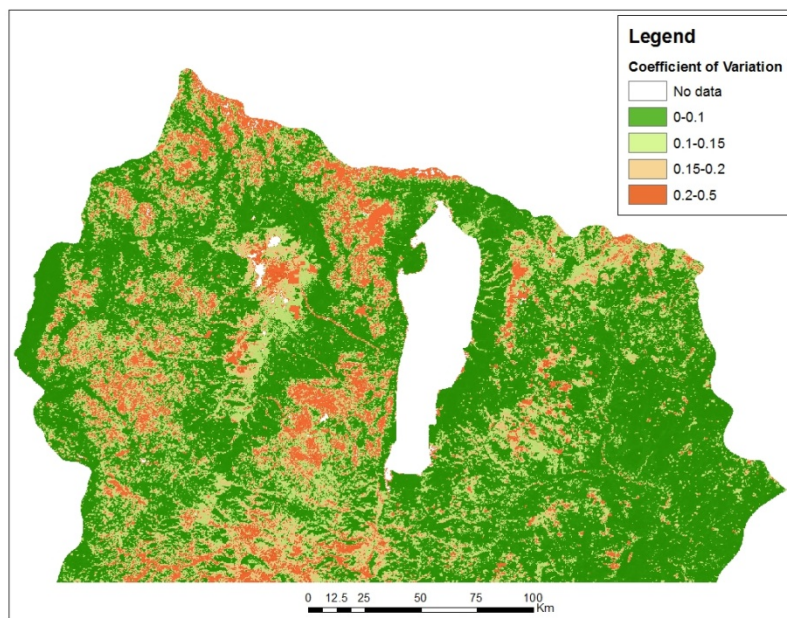 Legend
Coefficient of Variation
No data
0-0.1
0.1-0.15
0.15-0.2
0.2-0.5
0 12.5 25 50 75 100
Km